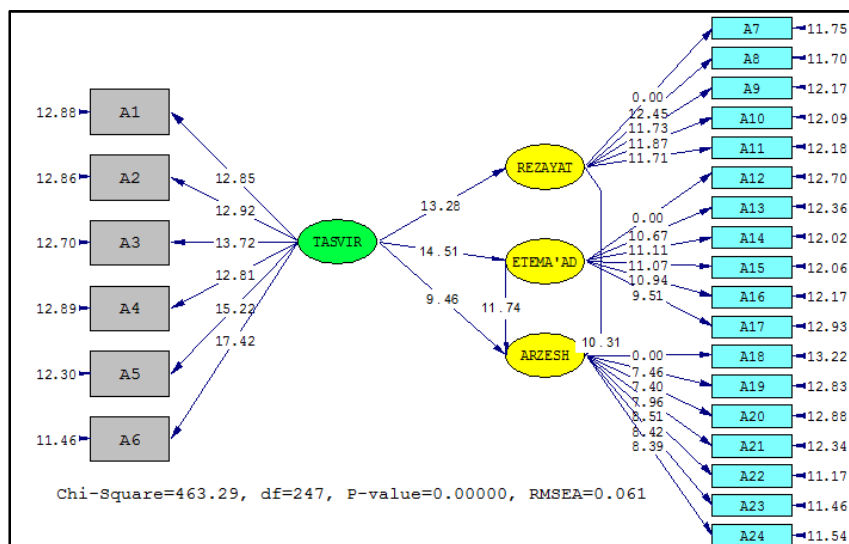 A7
11.75
A8
11.70
A9
12.17
A10
12.09
A11
12.18
A12
12.70
A13
12.36
A14
12.02
A15
12.06
A16
12.17
A17
12.93
A18
13.22
A19
12.83
A20
12.88
A21
12.34
A22
11.17
A23
11.46
A24
11.54
12.88
A1
12.86
A2
12.70
A3
12.89
A4
12.30
A5
11.46
A6
12.85
12.92
13.72
12.81
15.22
17.42
TASVIR
13.28
14.51
9.46
REZAYAT
ETEMA'AD
11.74
ARZESH
10.31
0.00
12.45
11.73
11.87
11.71
0.00
10.67
11.11
11.07
10.94
9.51
0.00
7.46
7.40
7.96
8.51
8.42
8.39
Chi-Square=463.29, df=247, P-value=0.00000, RMSEA=0.061